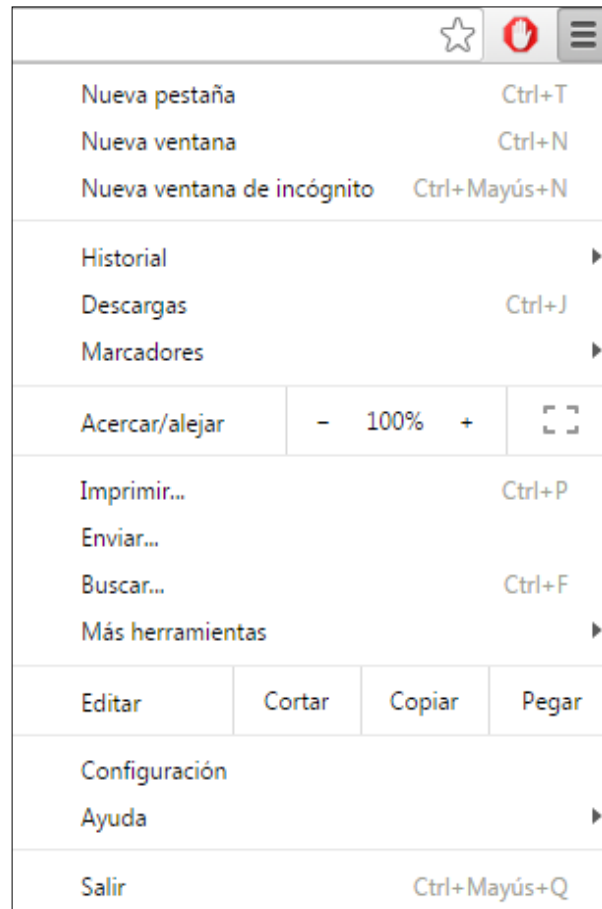 Nueva pestaña Ctrl+T
Nueva ventana Ctrl+N
Nueva ventana de incógnito Ctrl+Mayús+N
Historial
Descargas Ctrl+J
Marcadores
Acercar/alejar - 100% +
Imprimir... Ctrl+P
Enviar...
Buscar... Ctrl+F
Más herramientas
Editar Cortar Copiar Pegar
Configuración
Ayuda
Salir Ctrl+Mayús+Q